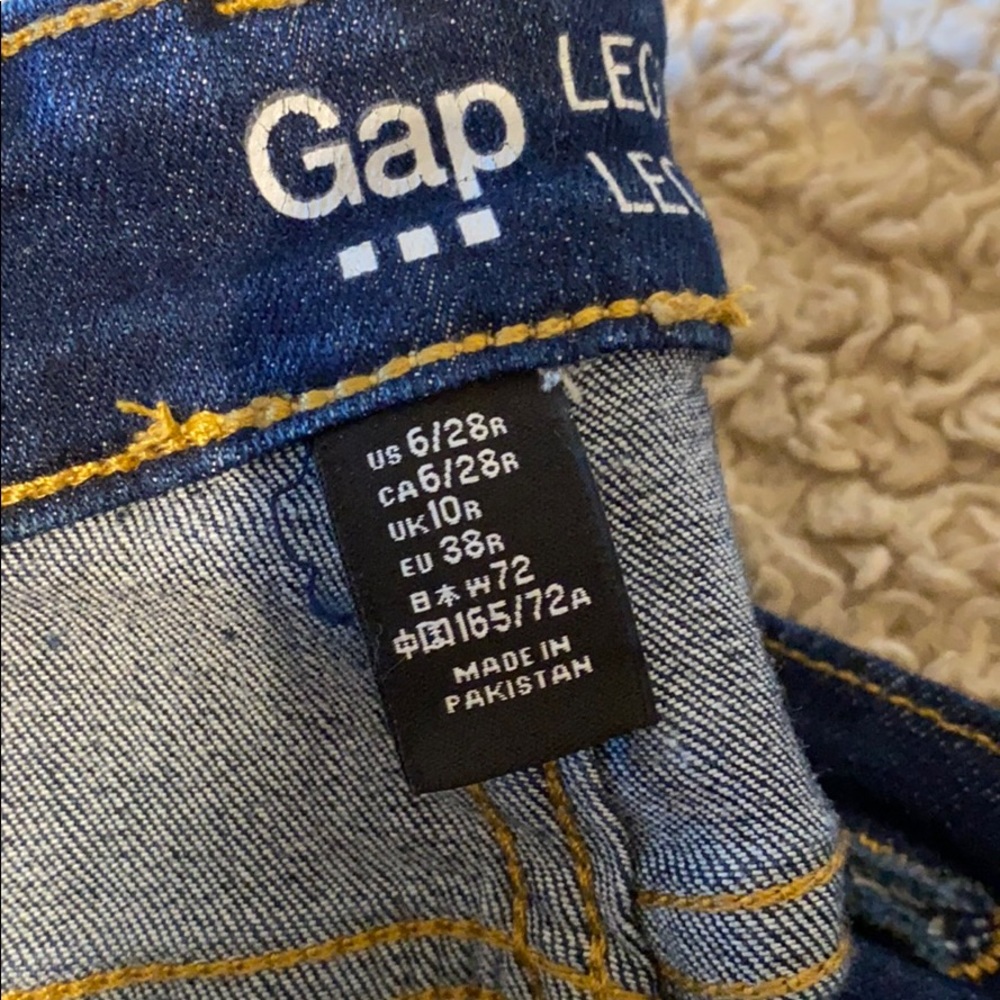 Gap
US 6/28R
CA 6/28R
UK 10R
EU 38R
日本 W72
中国 165/72A
MADE IN
PAKISTAN